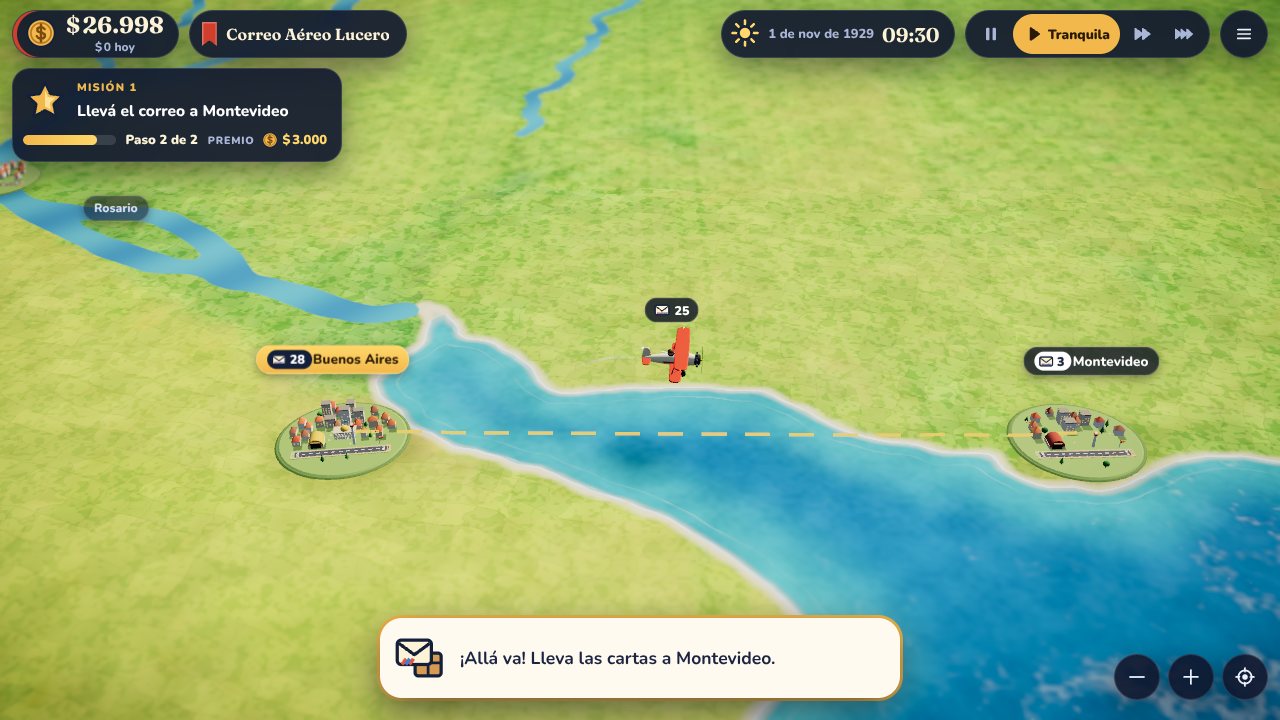 $26.998
$0 hoy
Correo Aéreo Lucero
1 de nov de 1929 09:30
Tranquila
MISIÓN 1
Llevá el correo a Montevideo
Paso 2 de 2 PREMIO $3.000
Rosario
25
28 Buenos Aires
3 Montevideo
¡Allá va! Lleva las cartas a Montevideo.